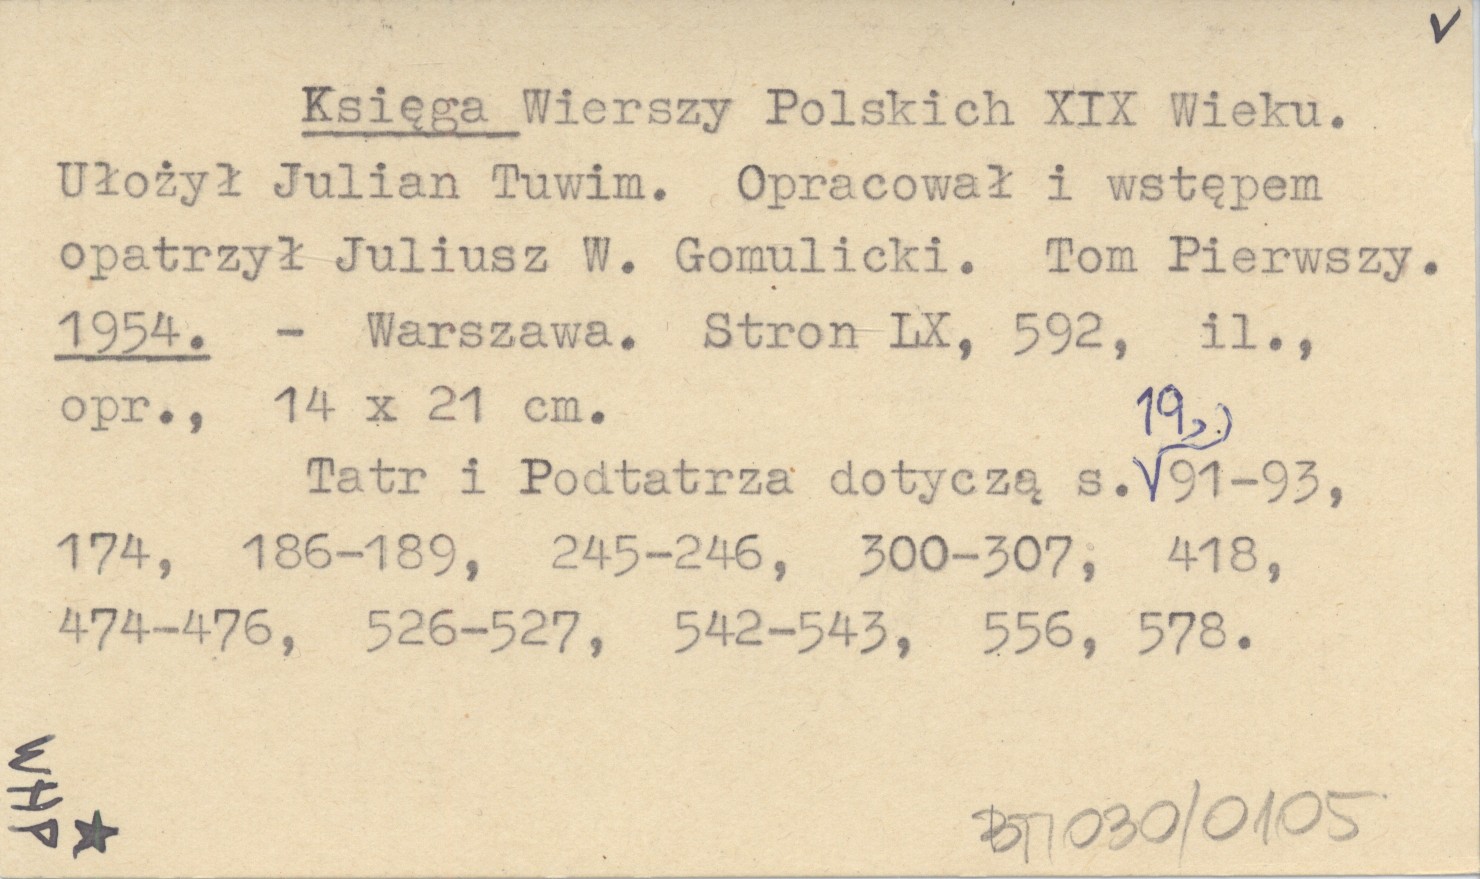 v
Księga Wierszy Polskich XIX Wieku.
Ułożył Julian Tuwim. Opracował i wstępem
opatrzył Juliusz W. Gomulicki. Tom Pierwszy.
1954. - Warszawa. Stron LX, 592, il.,
opr., 14 x 21 cm.
19,
Tatr i Podtatrza dotyczą s. 91-93,
174, 186-189, 245-246, 300-307, 418,
474-476, 526-527, 542-543, 556, 578.
WHP
030/0105